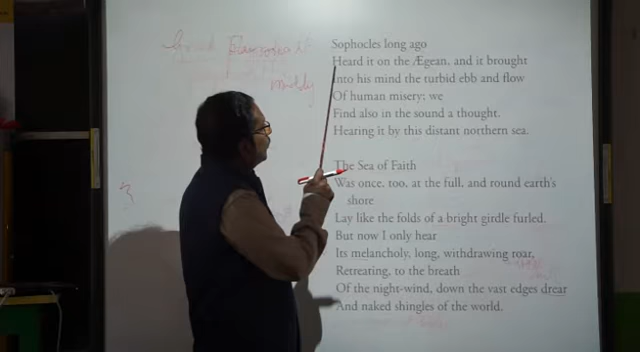 muddy
Sophocles long ago
Heard it on the Ægean, and it brought
Into his mind the turbid ebb and flow
Of human misery; we
Find also in the sound a thought.
Hearing it by this distant northern sea.
The Sea of Faith
Was once, too, at the full, and round earth's
shore
Lay like the folds of a bright girdle furled.
But now I only hear
Its melancholy, long, withdrawing roar,
Retreating, to the breath
Of the night-wind, down the vast edges drear
And naked shingles of the world.